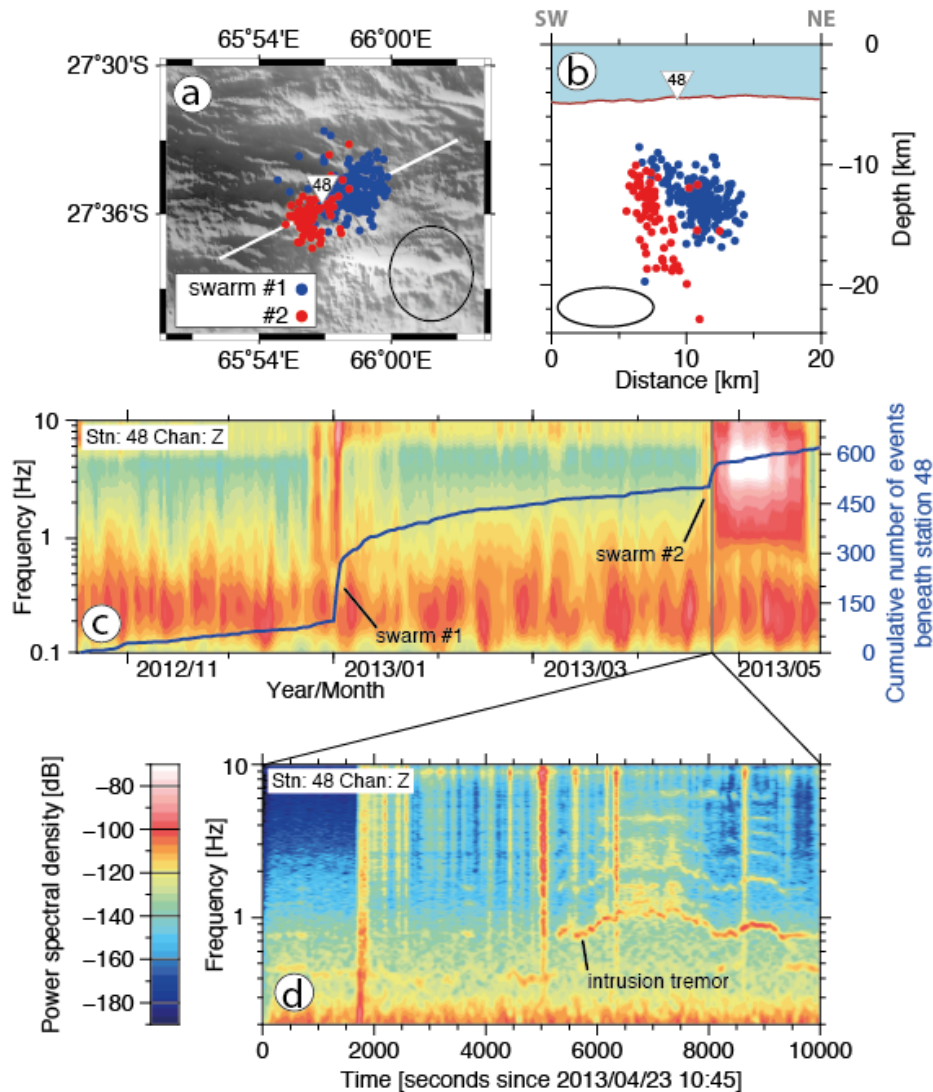 SW NE
65˚54'E 66˚00'E
27˚30'S
27˚36'S
a
48
swarm #1
#2
65˚54'E 66˚00'E
b
48
0
−10
−20
Depth [km]
0 10 20
Distance [km]
10
1
0.1
Frequency [Hz]
Stn: 48 Chan: Z
swarm #1
swarm #2
c
600
450
300
150
0
Cumulative number of events
beneath station 48
2012/11 2013/01 2013/03 2013/05
Year/Month
−80
−100
−120
−140
−160
−180
Power spectral density [dB]
10
1
Frequency [Hz]
Stn: 48 Chan: Z
intrusion tremor
d
0 2000 4000 6000 8000 10000
Time [seconds since 2013/04/23 10:45]